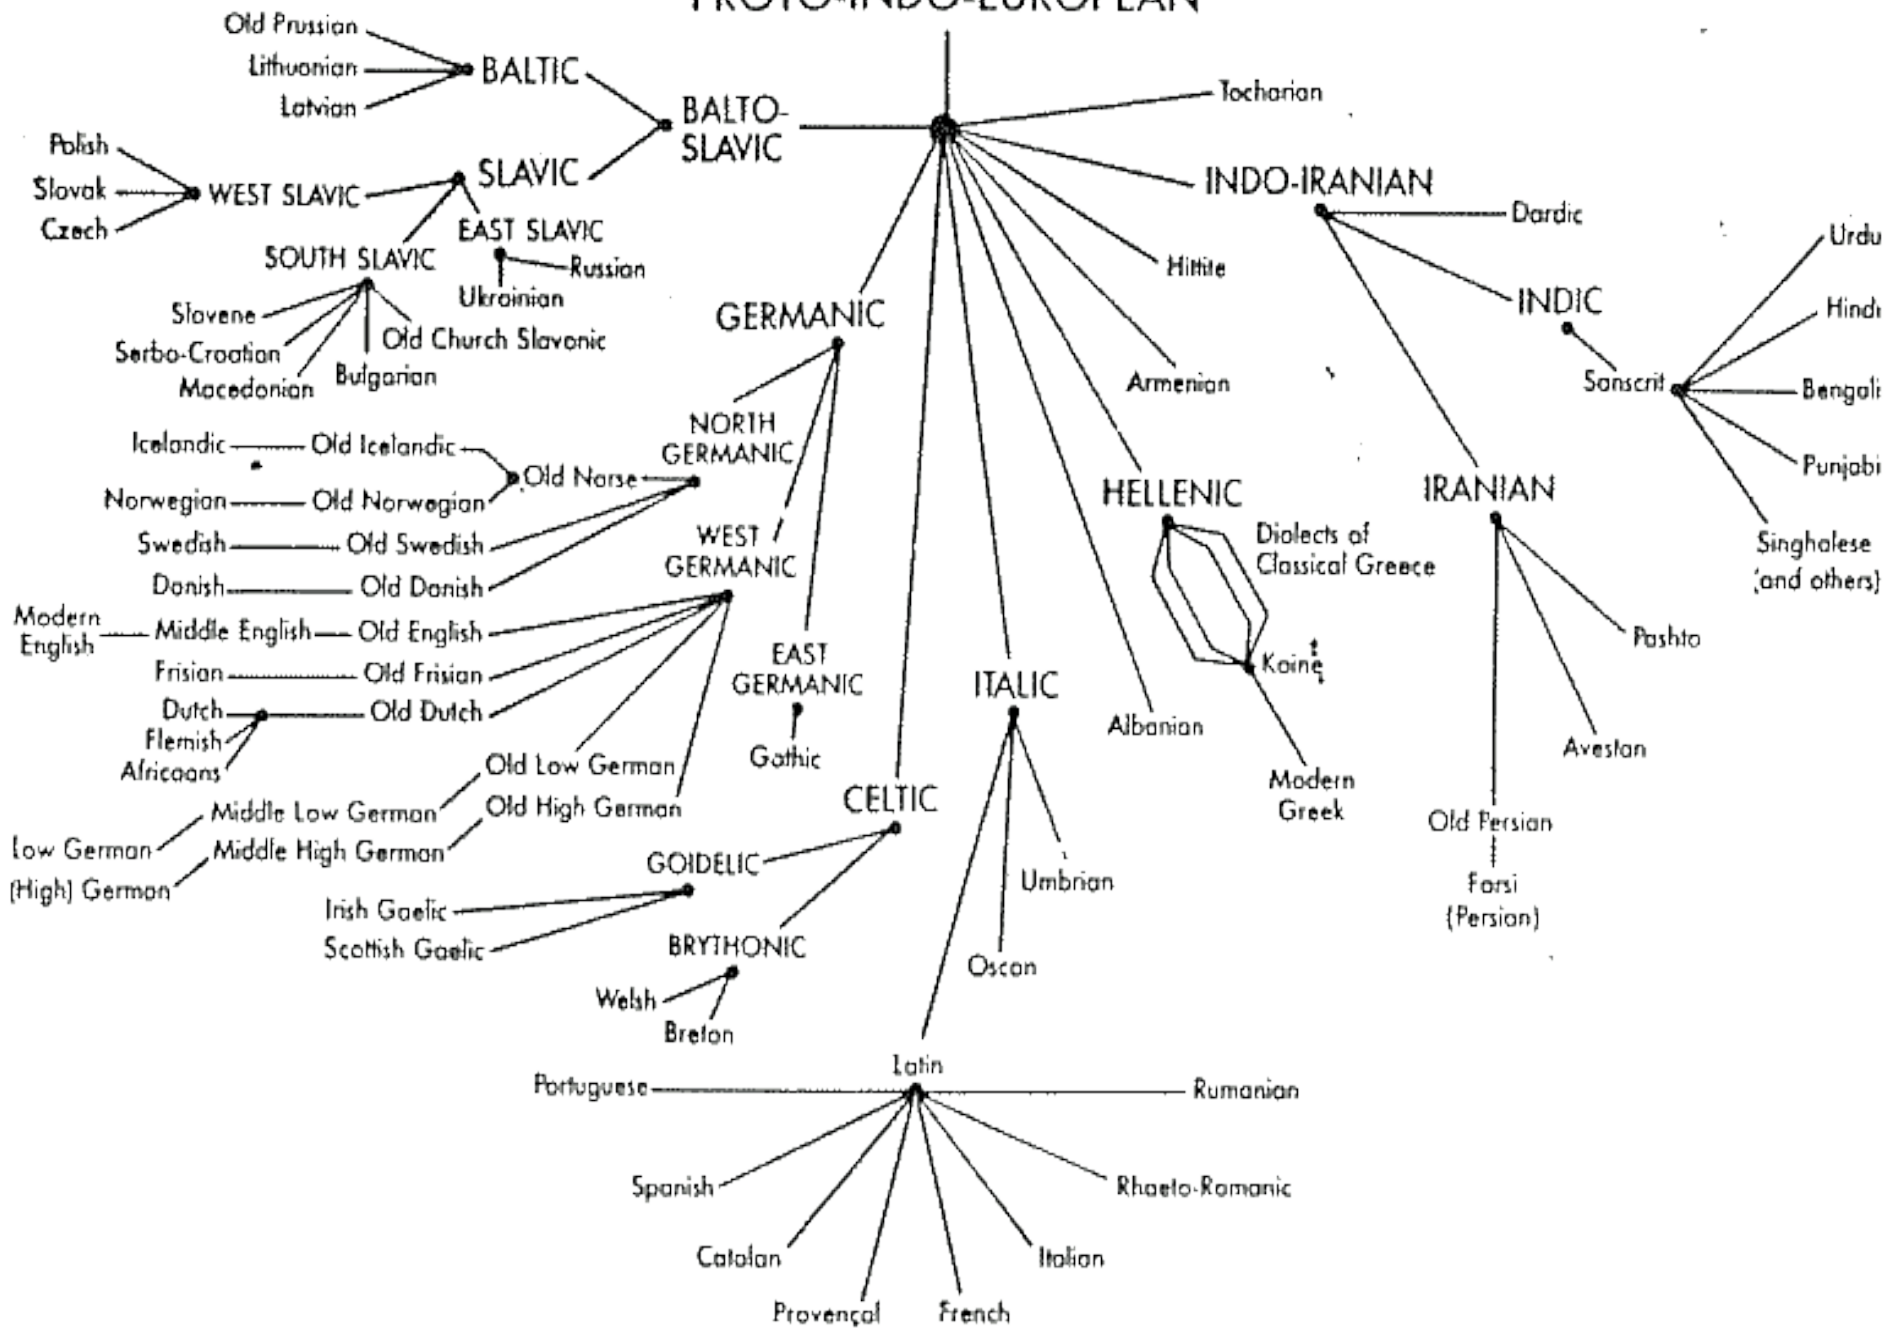 PROTO-INDO-EUROPEAN
Old Prussian
Lithuanian
Latvian
BALTIC
BALTO-
SLAVIC
Tocharian
Polish
Slovak
Czech
WEST SLAVIC
SLAVIC
EAST SLAVIC
Russian
Ukrainian
SOUTH SLAVIC
Slovene
Serbo-Croatian
Macedonian
Bulgarian
Old Church Slavonic
INDO-IRANIAN
Dardic
Hittite
INDIC
Sanscrit
Urdu
Hindi
Bengali
Punjabi
Singhalese
(and others)
GERMANIC
Armenian
NORTH
GERMANIC
Icelandic
Old Icelandic
Old Norse
Norwegian
Old Norwegian
Swedish
Old Swedish
Danish
Old Danish
WEST
GERMANIC
Modern
English
Middle English
Old English
Frisian
Old Frisian
Dutch
Old Dutch
Flemish
Africaans
Old Low German
Middle Low German
Low German
Old High German
Middle High German
(High) German
EAST
GERMANIC
Gothic
HELLENIC
Dialects of
Classical Greece
Koine
Modern
Greek
IRANIAN
Pashto
Avestan
Old Persian
Farsi
(Persian)
Albanian
ITALIC
Umbrian
Oscan
CELTIC
GOIDELIC
Irish Gaelic
Scottish Gaelic
BRYTHONIC
Welsh
Breton
Latin
Portuguese
Rumanian
Spanish
Rhaeto-Romanic
Catalan
Italian
Provençal
French